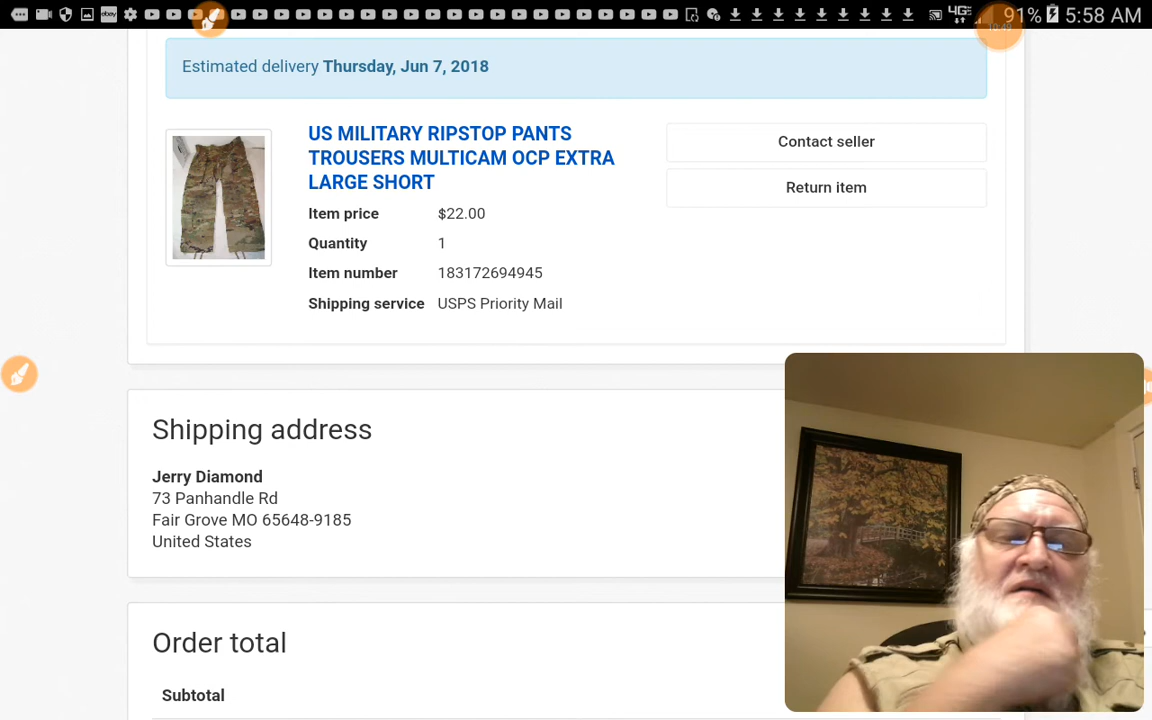 91% 5:58 AM
10:49
Estimated delivery Thursday, Jun 7, 2018
US MILITARY RIPSTOP PANTS
TROUSERS MULTICAM OCP EXTRA
LARGE SHORT
Item price $22.00
Quantity 1
Item number 183172694945
Shipping service USPS Priority Mail
Contact seller
Return item
Shipping address
Jerry Diamond
73 Panhandle Rd
Fair Grove MO 65648-9185
United States
Order total
Subtotal